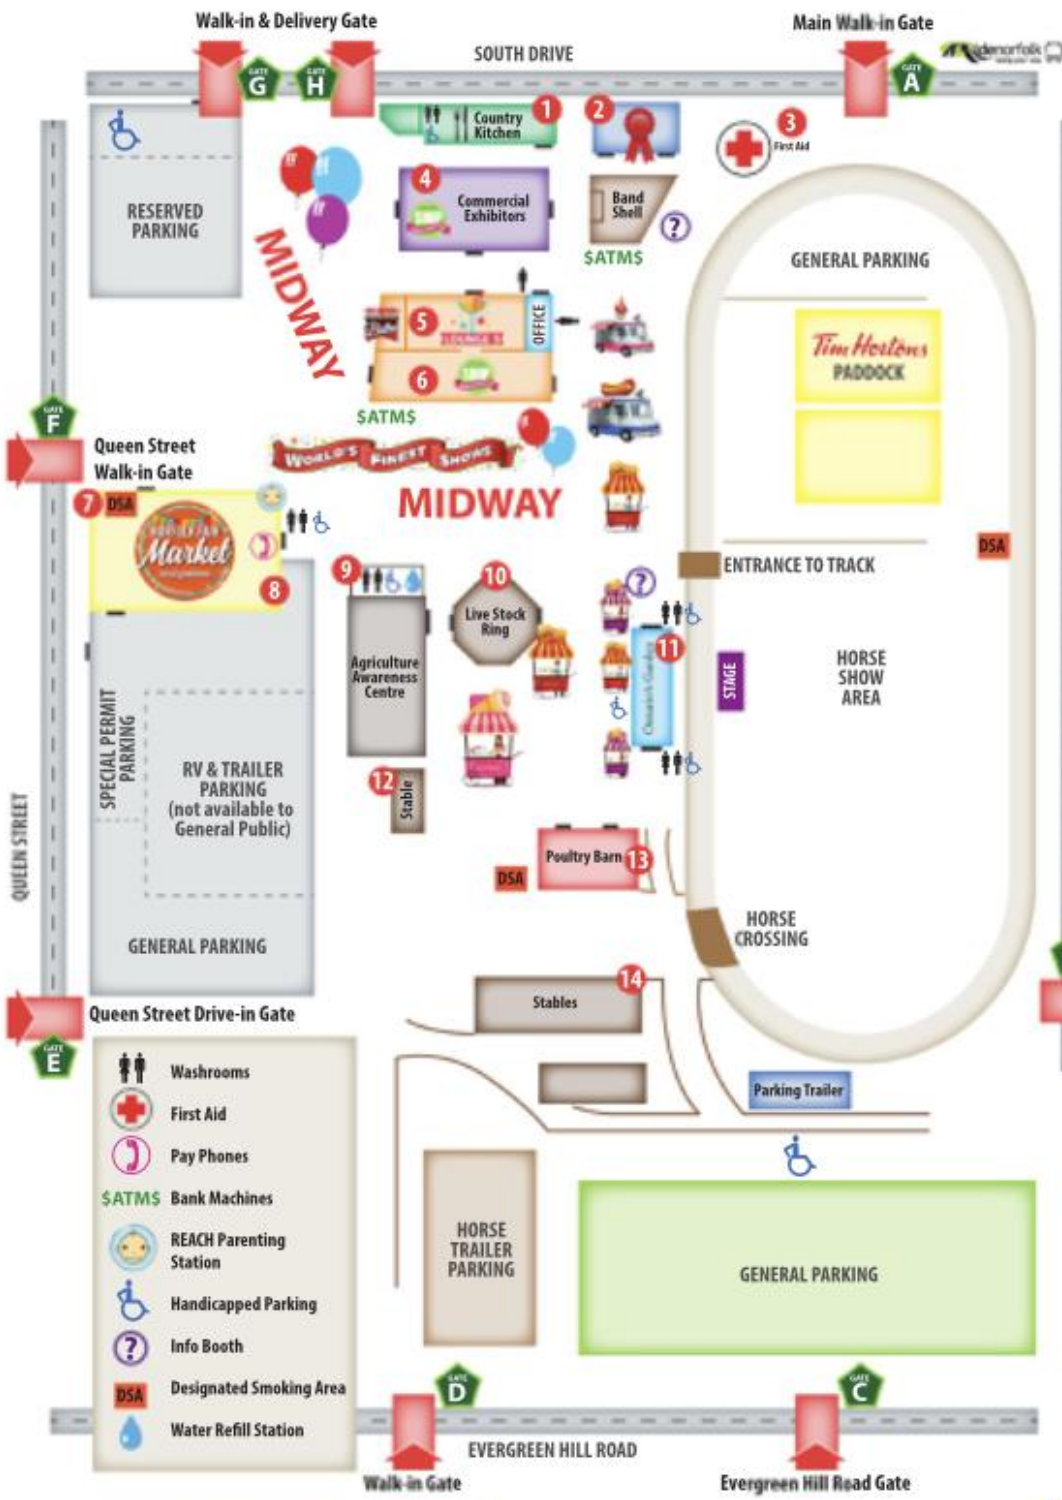 Walk-in & Delivery Gate
Main Walk-in Gate
SOUTH DRIVE
GATE
G
GATE
H
GATE
A
1
Country
Kitchen
2
3
First Aid
RESERVED
PARKING
4
Commercial
Exhibitors
Band
Shell
?
$ATM$
GENERAL PARKING
MIDWAY
5
OFFICE
6
$ATM$
Tim Hortons
PADDOCK
GATE
F
Queen Street
Walk-in Gate
WORLD'S FINEST SHOWS
MIDWAY
7
DSA
Market
8
DSA
ENTRANCE TO TRACK
9
10
Live Stock
Ring
?
11
Agriculture
Awareness
Centre
STAGE
HORSE
SHOW
AREA
SPECIAL PERMIT
PARKING
RV & TRAILER
PARKING
(not available to
General Public)
12
Stable
QUEEN STREET
Poultry Barn
13
DSA
GENERAL PARKING
HORSE
CROSSING
14
Stables
Queen Street Drive-in Gate
GATE
E
Parking Trailer
Washrooms
First Aid
Pay Phones
$ATM$ Bank Machines
REACH Parenting
Station
Handicapped Parking
? Info Booth
DSA Designated Smoking Area
Water Refill Station
HORSE
TRAILER
PARKING
GENERAL PARKING
GATE
D
GATE
C
EVERGREEN HILL ROAD
Walk-in Gate
Evergreen Hill Road Gate